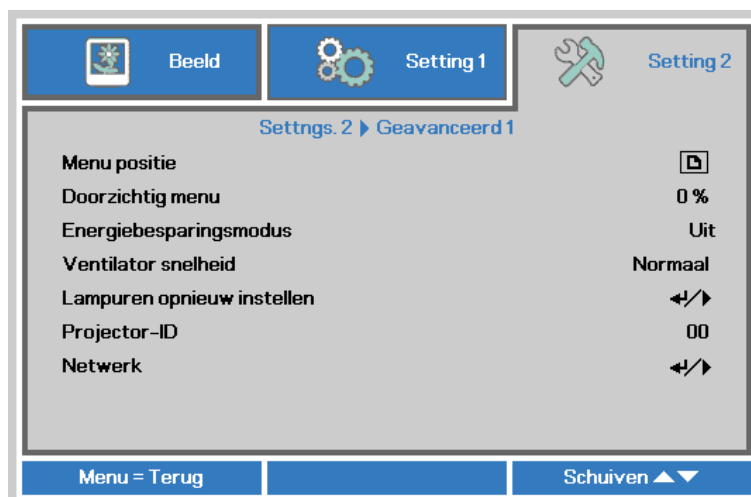 Beeld
Setting 1
Setting 2
Settngs. 2 ▶ Geavanceerd 1
Menu positie
Doorzichtig menu 0 %
Energiebesparingsmodus Uit
Ventilator snelheid Normaal
Lampuren opnieuw instellen ↵/▶
Projector-ID 00
Netwerk ↵/▶
Menu = Terug
Schuiven ▲▼